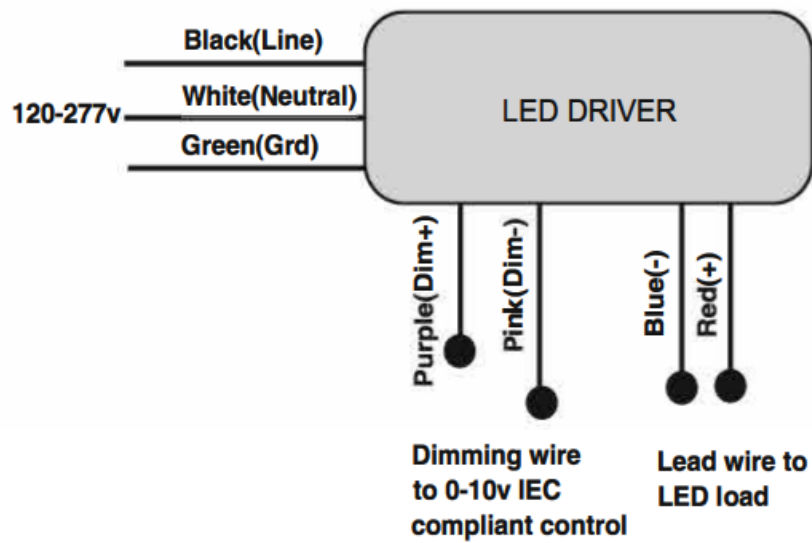 Black(Line)
White(Neutral)
120-277v
Green(Grd)
LED DRIVER
Purple(Dim+)
Pink(Dim-)
Blue(-)
Red(+)
Dimming wire
to 0-10v IEC
compliant control
Lead wire to
LED load